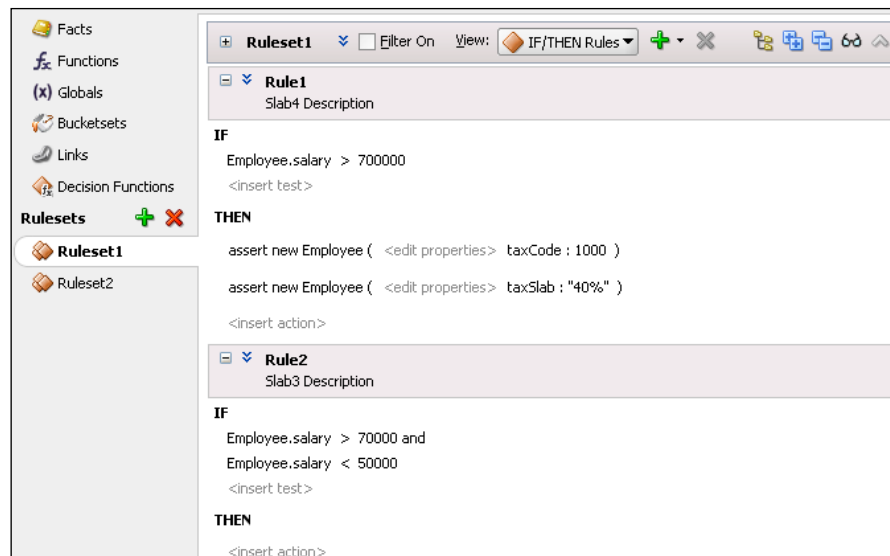 Facts
Functions
Globals
Bucketsets
Links
Decision Functions
Rulesets
Ruleset1
Ruleset2
Ruleset1 Filter On View: IF/THEN Rules
Rule1
Slab4 Description
IF
Employee.salary > 700000
<insert test>
THEN
assert new Employee ( <edit properties> taxCode : 1000 )
assert new Employee ( <edit properties> taxSlab : "40%" )
<insert action>
Rule2
Slab3 Description
IF
Employee.salary > 70000 and
Employee.salary < 50000
<insert test>
THEN
<insert action>